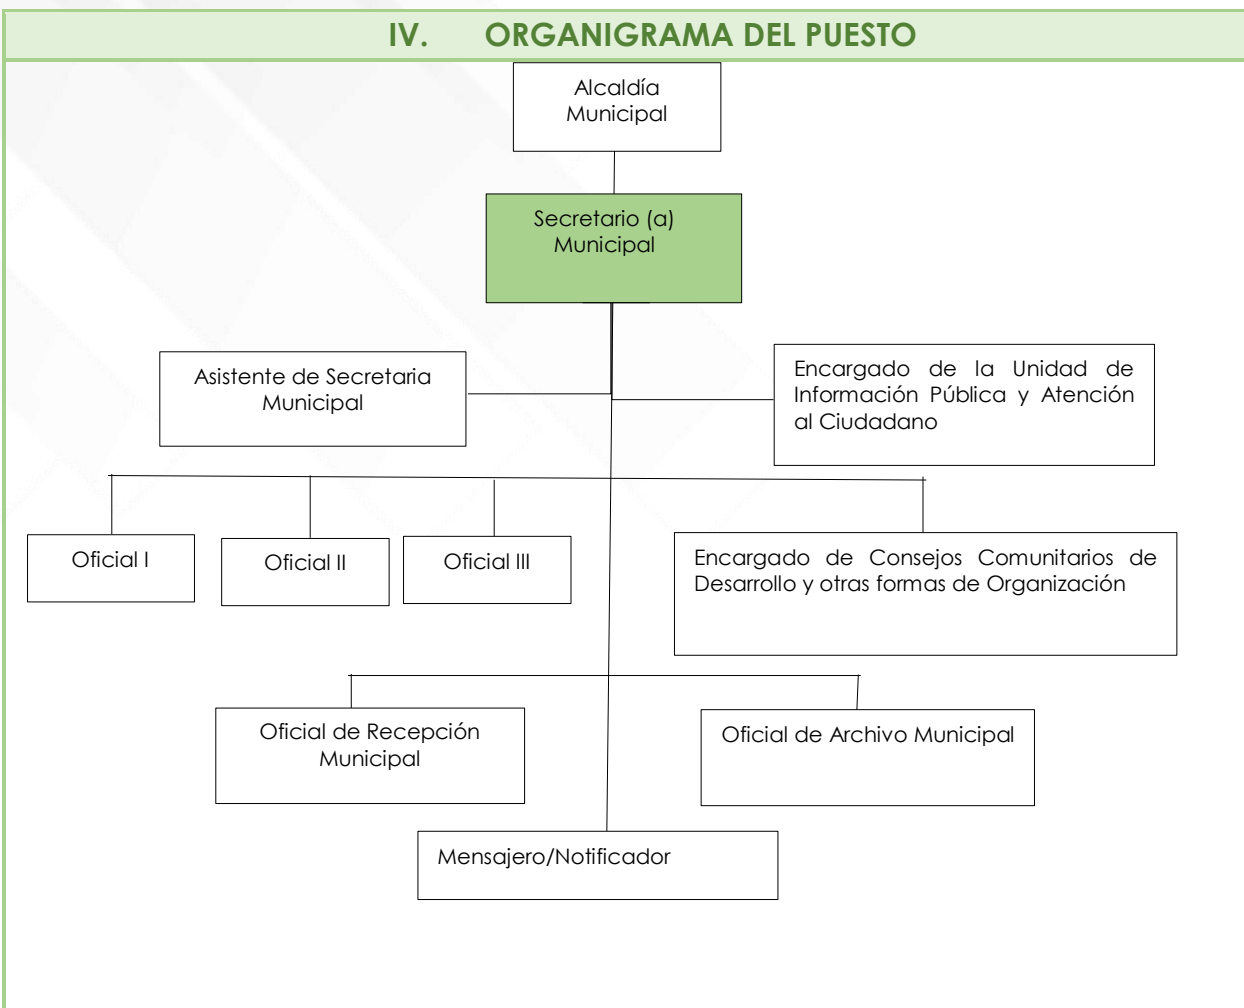 IV. ORGANIGRAMA DEL PUESTO
Alcaldía
Municipal
Secretario (a)
Municipal
Asistente de Secretaria
Municipal
Encargado de la Unidad de
Información Pública y Atención
al Ciudadano
Oficial I
Oficial II
Oficial III
Encargado de Consejos Comunitarios de
Desarrollo y otras formas de Organización
Oficial de Recepción
Municipal
Oficial de Archivo Municipal
Mensajero/Notificador